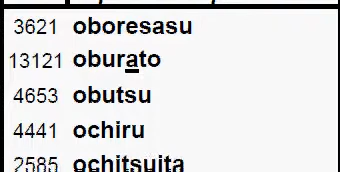 3621 oboresasu
13121 oburato
4653 obutsu
4441 ochiru
2585 ochitsuita